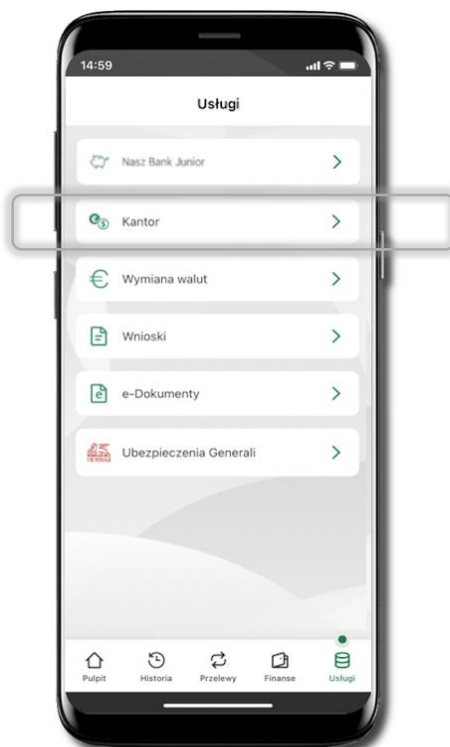 14:59
Usługi
Nasz Bank Junior
Kantor
Wymiana walut
Wnioski
e-Dokumenty
Ubezpieczenia Generali
Pulpit
Historia
Przelewy
Finanse
Usługi